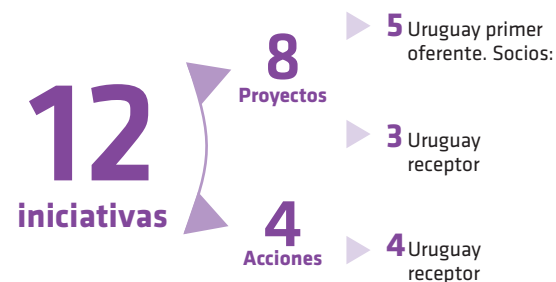 12
iniciativas
8
Proyectos
5 Uruguay primer
oferente. Socios:
3 Uruguay
receptor
4
Acciones
4 Uruguay
receptor